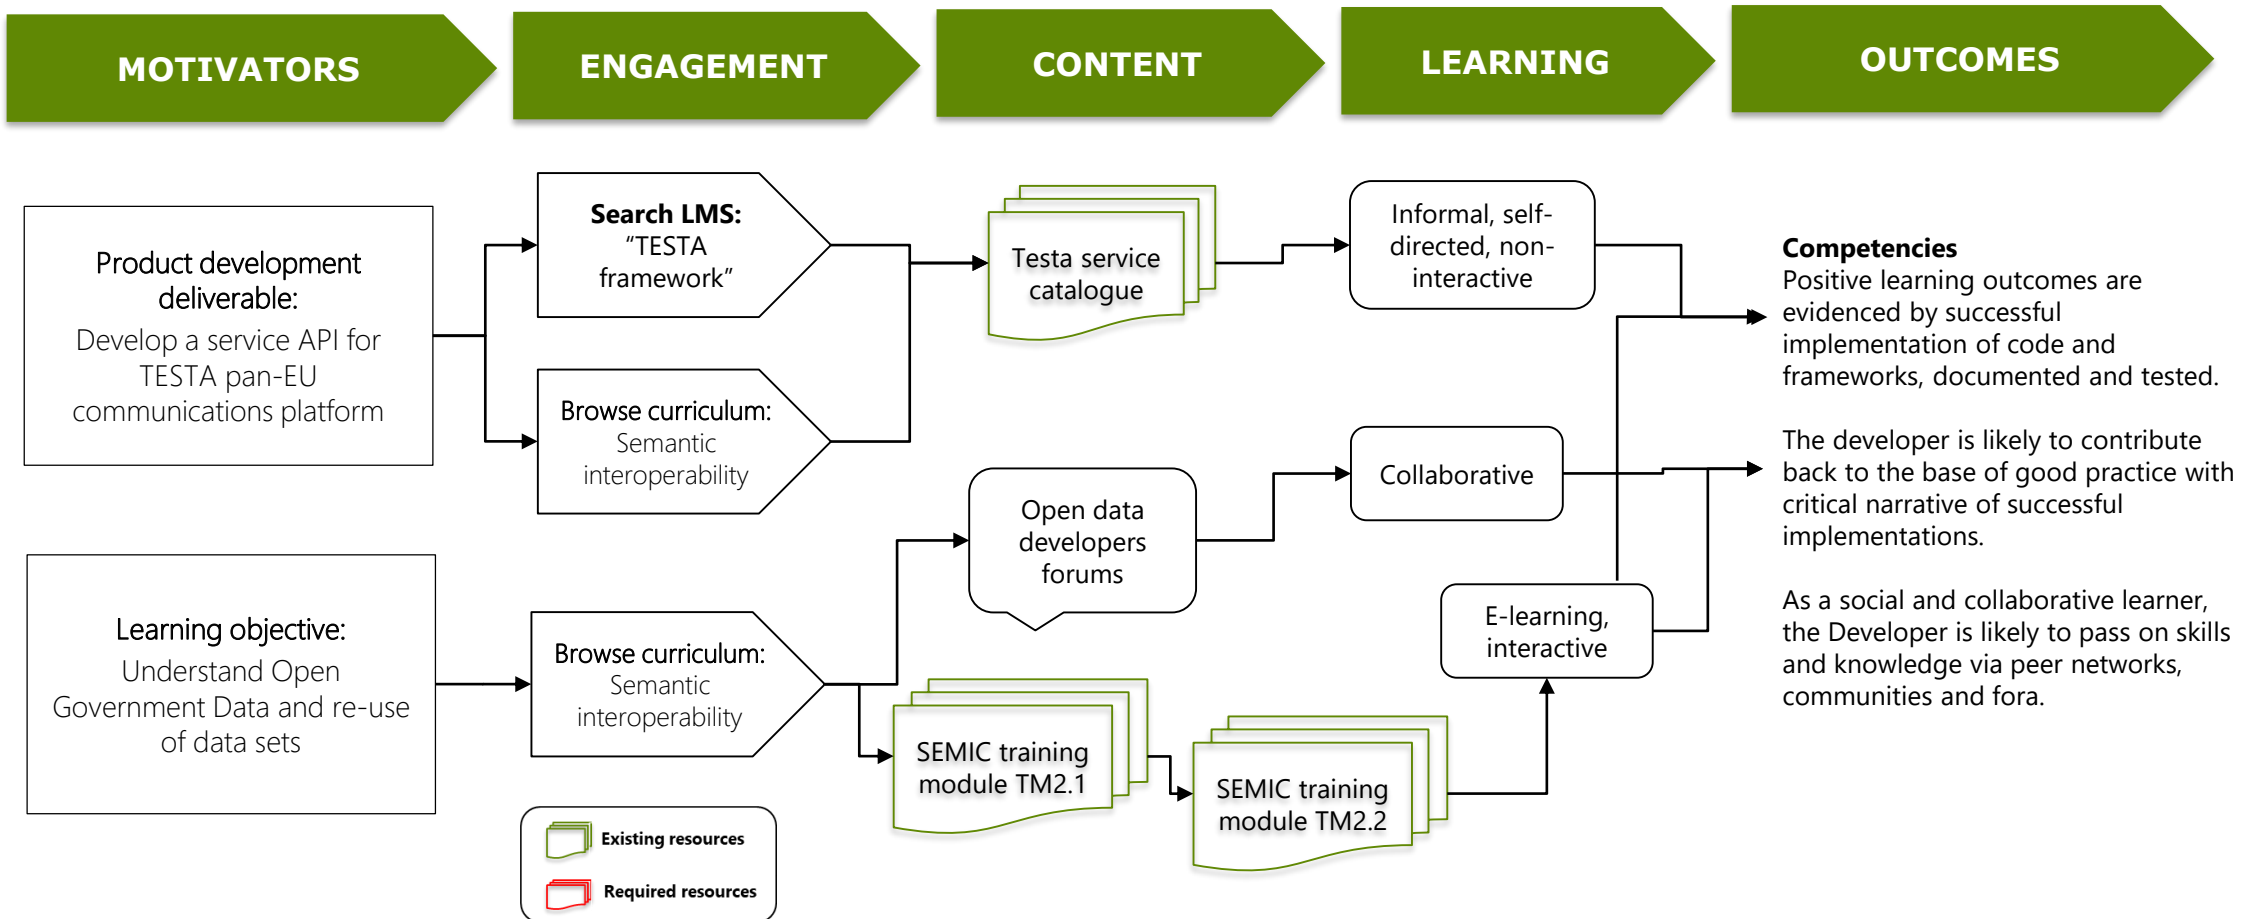 MOTIVATORS
ENGAGEMENT
CONTENT
LEARNING
OUTCOMES
Product development
deliverable:
Develop a service API for
TESTA pan-EU
communications platform
Search LMS:
“TESTA
framework”
Browse curriculum:
Semantic
interoperability
Testa service
catalogue
Informal, self-
directed, non-
interactive
Competencies
Positive learning outcomes are
evidenced by successful
implementation of code and
frameworks, documented and tested.
The developer is likely to contribute
back to the base of good practice with
critical narrative of successful
implementations.
As a social and collaborative learner,
the Developer is likely to pass on skills
and knowledge via peer networks,
communities and fora.
Open data
developers
forums
Collaborative
Learning objective:
Understand Open
Government Data and re-use
of data sets
Browse curriculum:
Semantic
interoperability
E-learning,
interactive
SEMIC training
module TM2.1
SEMIC training
module TM2.2
Existing resources
Required resources